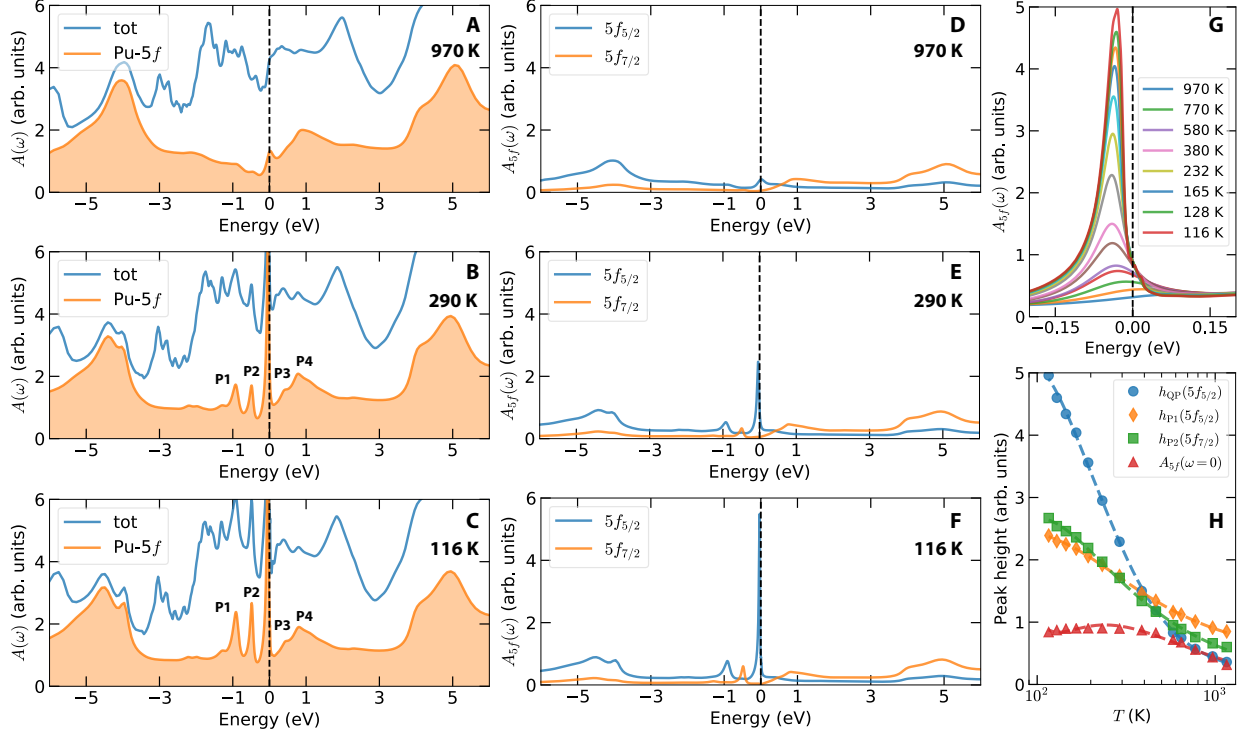 A
970 K
tot
Pu-5f
A(ω) (arb. units)
0 2 4 6
−5 −3 −1 0 1 3 5
Energy (eV)
D
970 K
5f5/2
5f7/2
A5f(ω) (arb. units)
0 2 4 6
−5 −3 −1 0 1 3 5
Energy (eV)
G
970 K
770 K
580 K
380 K
232 K
165 K
128 K
116 K
A5f(ω) (arb. units)
0 1 2 3 4 5
−0.15 0.00 0.15
Energy (eV)
B
290 K
tot
Pu-5f
P1 P2 P3 P4
A(ω) (arb. units)
0 2 4 6
−5 −3 −1 0 1 3 5
Energy (eV)
E
290 K
5f5/2
5f7/2
A5f(ω) (arb. units)
0 2 4 6
−5 −3 −1 0 1 3 5
Energy (eV)
C
116 K
tot
Pu-5f
P1 P2 P3 P4
A(ω) (arb. units)
0 2 4 6
−5 −3 −1 0 1 3 5
Energy (eV)
F
116 K
5f5/2
5f7/2
A5f(ω) (arb. units)
0 2 4 6
−5 −3 −1 0 1 3 5
Energy (eV)
H
hQP(5f5/2)
hP1(5f5/2)
hP2(5f7/2)
A5f(ω = 0)
Peak height (arb. units)
0 1 2 3 4 5
10² 10³
T (K)